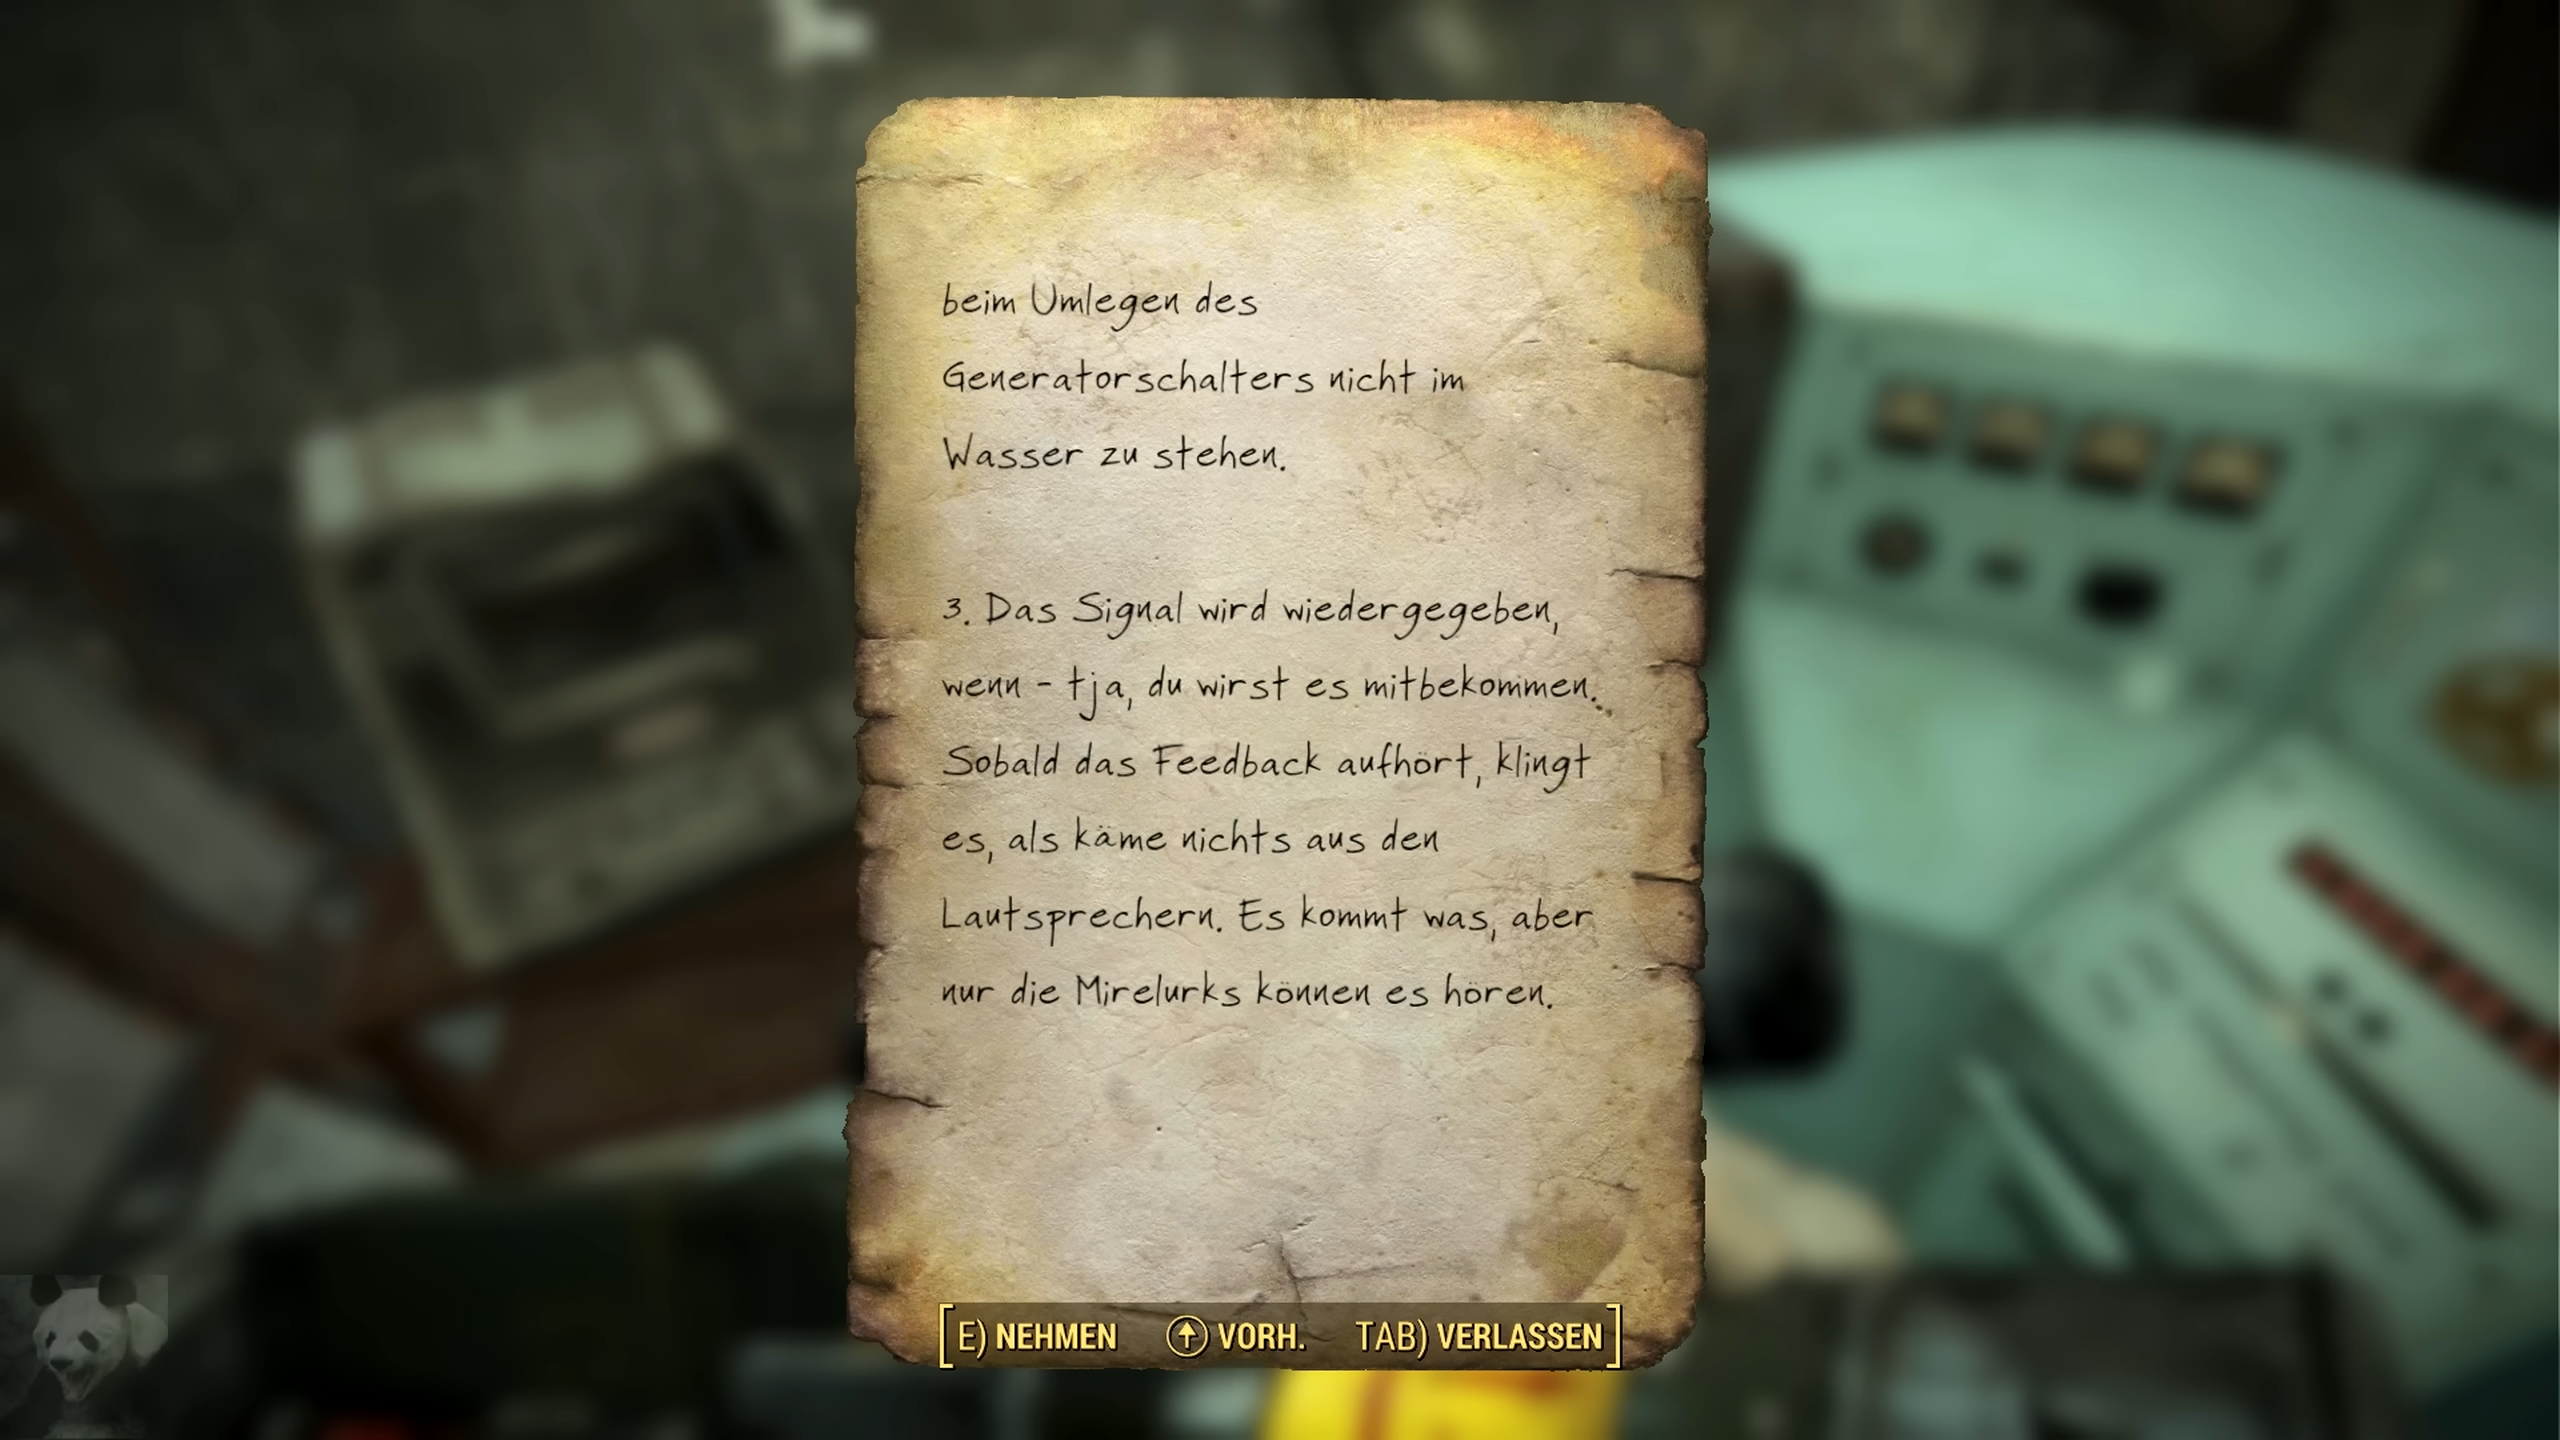 beim Umlegen des
Generatorschalters nicht im
Wasser zu stehen.
3. Das Signal wird wiedergegeben,
wenn - tja, du wirst es mitbekommen.
Sobald das Feedback aufhört, klingt
es, als käme nichts aus den
Lautsprechern. Es kommt was, aber
nur die Mirelurks können es hören.
E) NEHMEN VORH. TAB) VERLASSEN